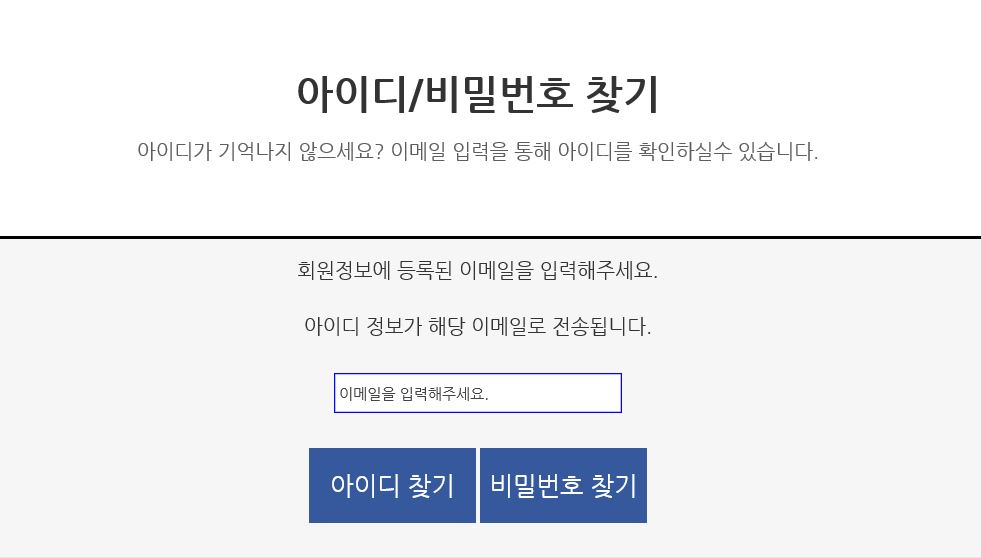 아이디/비밀번호 찾기
아이디가 기억나지 않으세요? 이메일 입력을 통해 아이디를 확인하실수 있습니다.
회원정보에 등록된 이메일을 입력해주세요.
아이디 정보가 해당 이메일로 전송됩니다.
이메일을 입력해주세요.
아이디 찾기
비밀번호 찾기